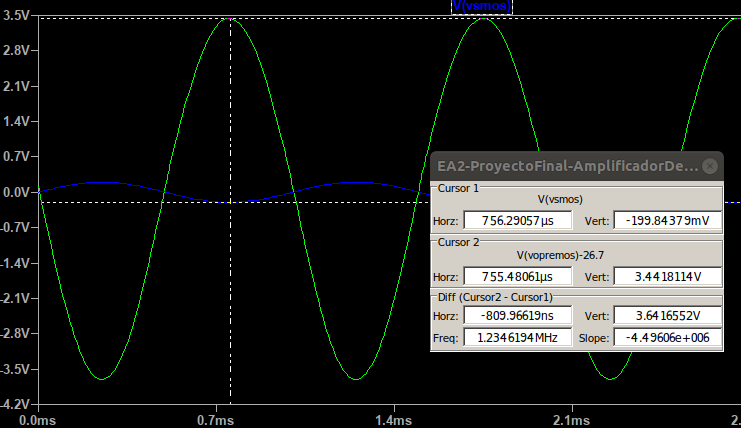 V(vsmos)
3.5V
2.8V
2.1V
1.4V
0.7V
0.0V
-0.7V
-1.4V
-2.1V
-2.8V
-3.5V
-4.2V
0.0ms 0.7ms 1.4ms 2.1ms 2.
EA2-ProyectoFinal-AmplificadorDe...
Cursor 1
V(vsmos)
Horz: 756.29057µs Vert: -199.84379mV
Cursor 2
V(vopremos)-26.7
Horz: 755.48061µs Vert: 3.4418114V
Diff (Cursor2 - Cursor1)
Horz: -809.96619ns Vert: 3.6416552V
Freq: 1.2346194MHz Slope: -4.49606e+006